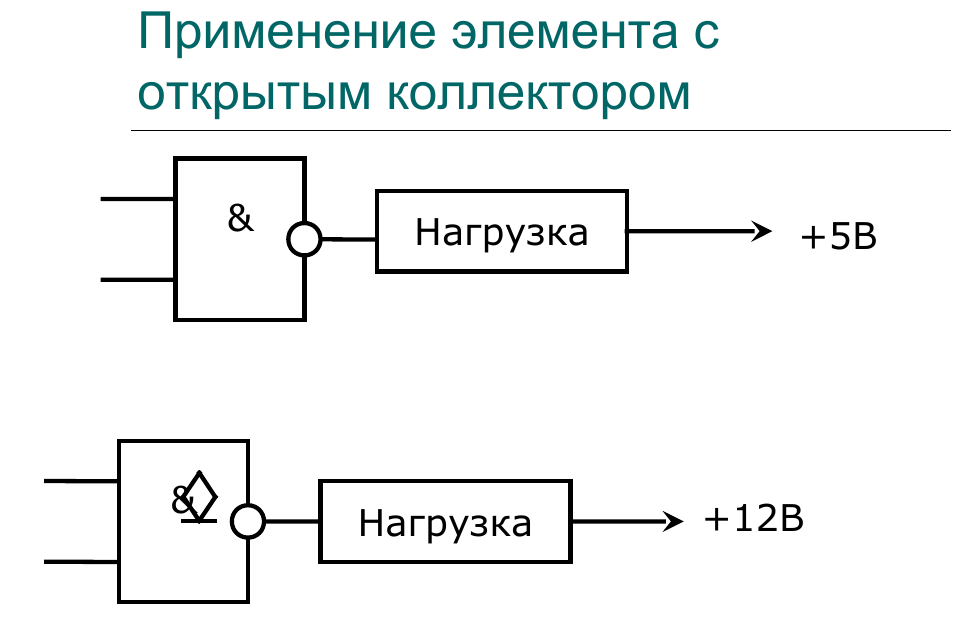 Применение элемента с
открытым коллектором
&
Нагрузка
+5В
&
Нагрузка
+12В